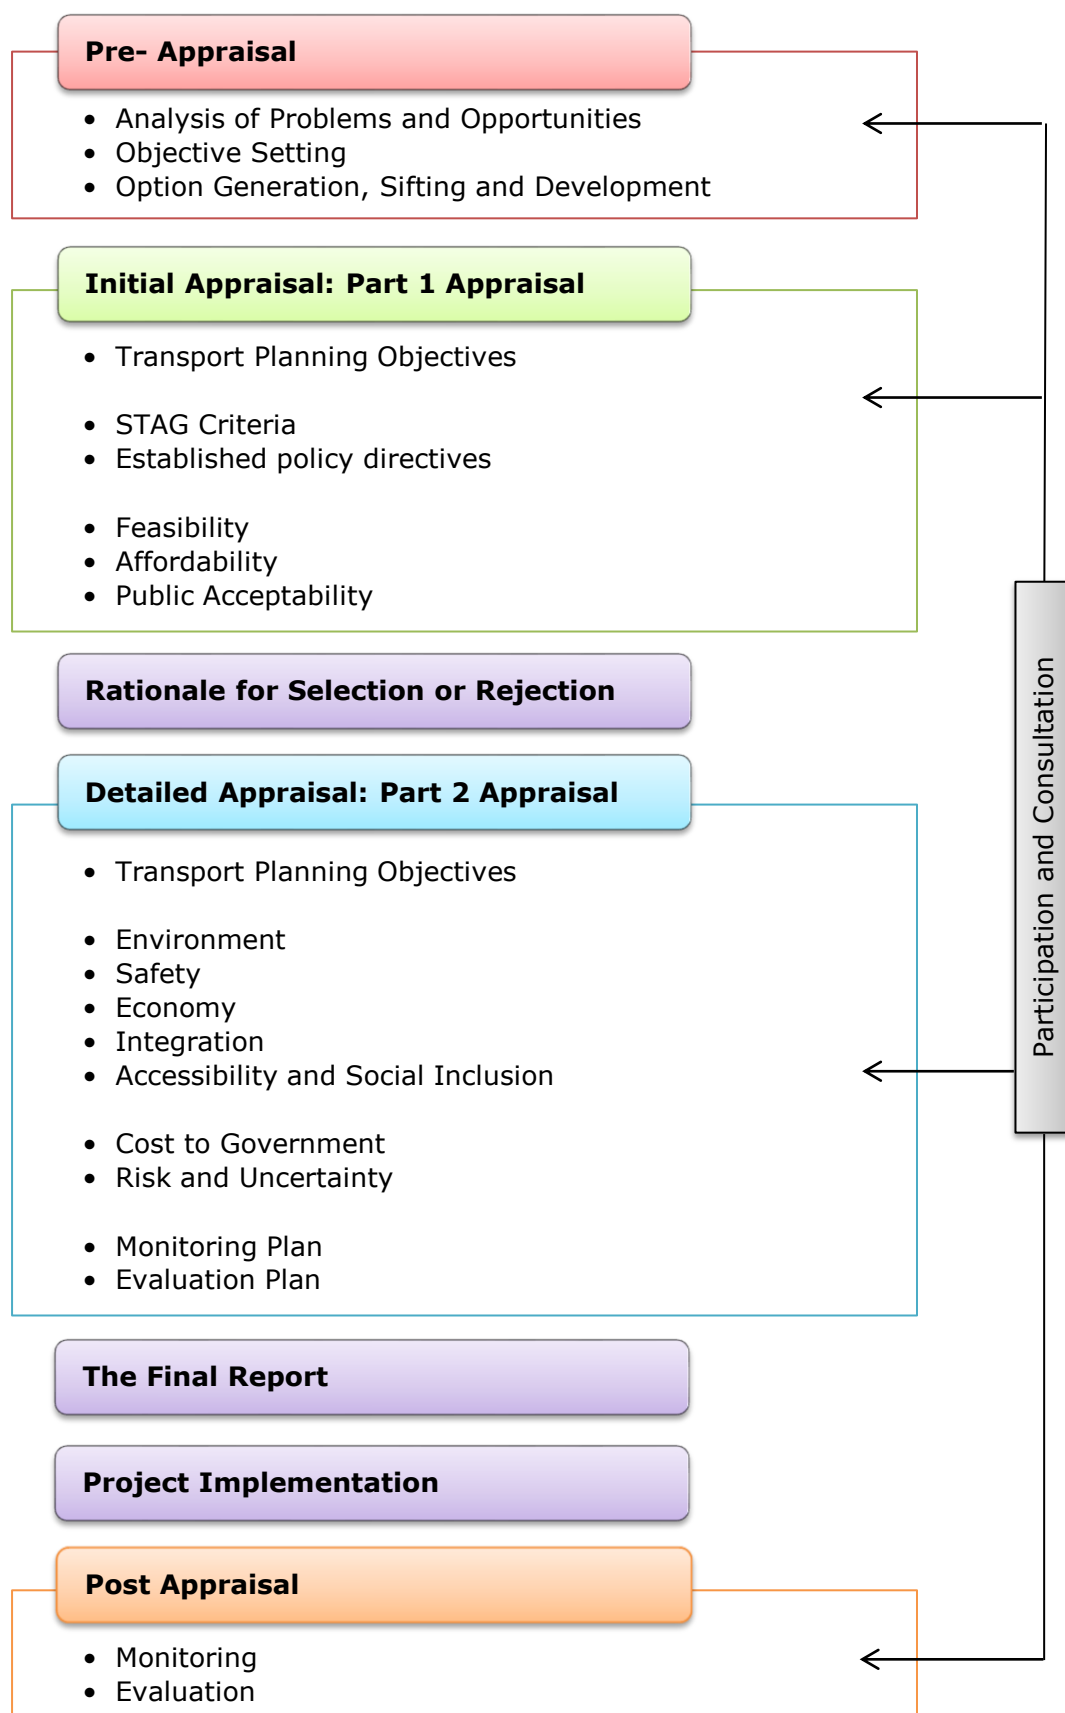 Pre- Appraisal
• Analysis of Problems and Opportunities
• Objective Setting
• Option Generation, Sifting and Development
Initial Appraisal: Part 1 Appraisal
• Transport Planning Objectives
• STAG Criteria
• Established policy directives
• Feasibility
• Affordability
• Public Acceptability
Rationale for Selection or Rejection
Detailed Appraisal: Part 2 Appraisal
• Transport Planning Objectives
• Environment
• Safety
• Economy
• Integration
• Accessibility and Social Inclusion
• Cost to Government
• Risk and Uncertainty
• Monitoring Plan
• Evaluation Plan
The Final Report
Project Implementation
Post Appraisal
• Monitoring
• Evaluation
Participation and Consultation